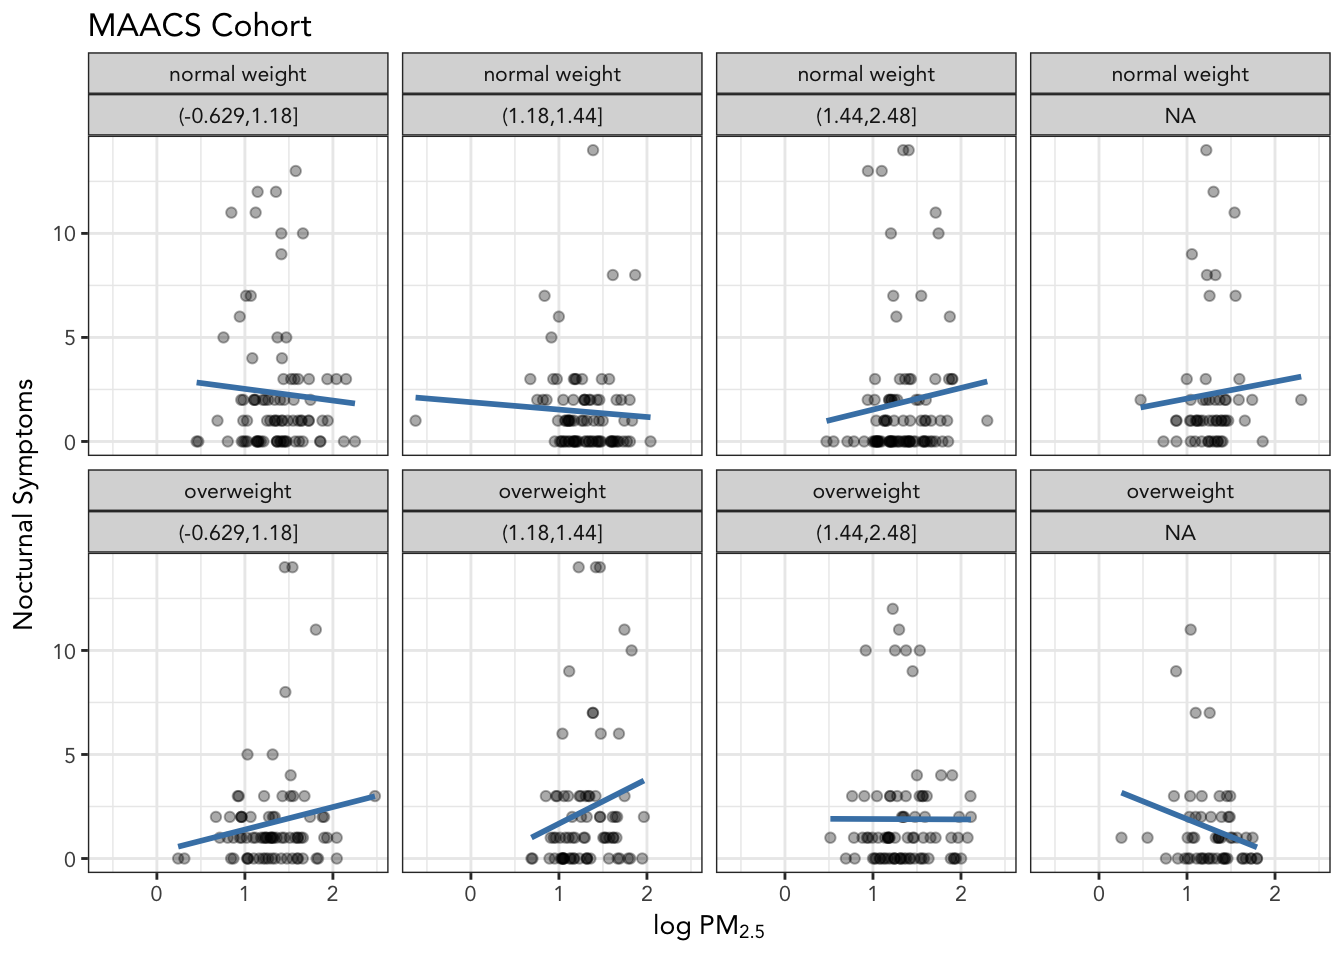 MAACS Cohort
normal weight normal weight normal weight normal weight
(-0.629,1.18] (1.18,1.44] (1.44,2.48] NA
10
5
0
overweight overweight overweight overweight
(-0.629,1.18] (1.18,1.44] (1.44,2.48] NA
10
5
0
Nocturnal Symptoms
0 1 2 0 1 2 0 1 2 0 1 2
log PM2.5